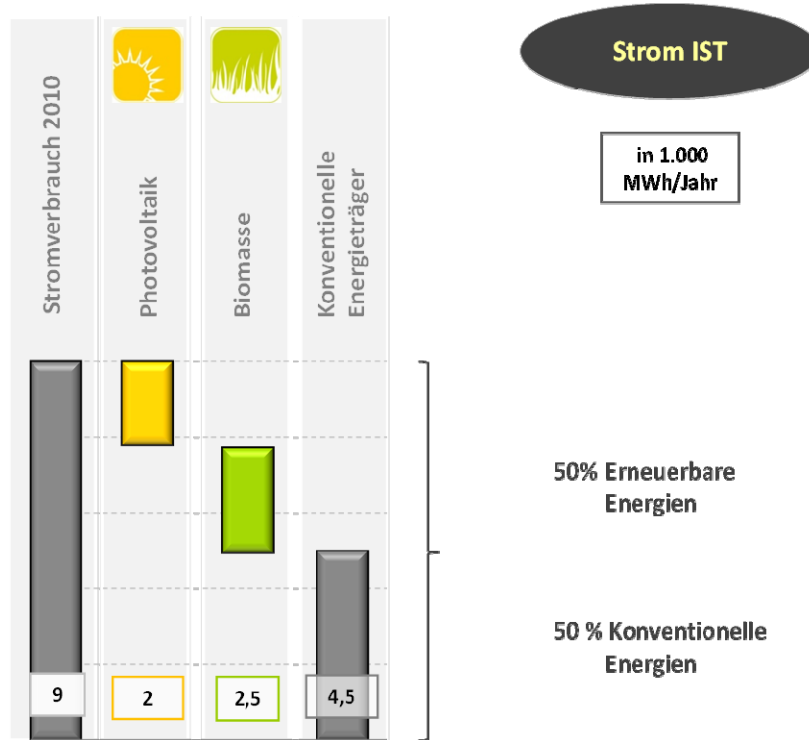 Strom IST
in 1.000
MWh/Jahr
Stromverbrauch 2010
Photovoltaik
Biomasse
Konventionelle
Energieträger
50% Erneuerbare
Energien
50 % Konventionelle
Energien
9
2
2,5
4,5